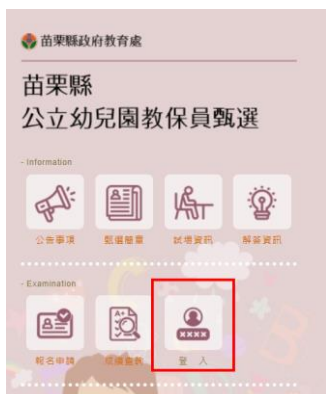 苗栗縣政府教育處
苗栗縣
公立幼兒園教保員甄選
- Information
公告事項 甄選簡章 試場資訊 解答資訊
- Examination
A+
XXXX
報名申請 成績查詢 登 入